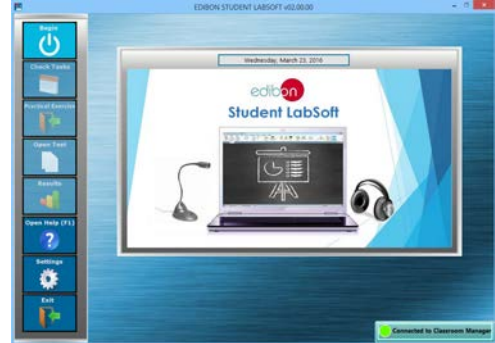 EDIBON STUDENT LABSOFT v02.00.00
Begin
Check Tasks
Practical Exercise
Open Test
Results
Open Help (F1)
Settings
Exit
Wednesday, March 23, 2016
edibon
Student LabSoft
Connected to Classroom Manager